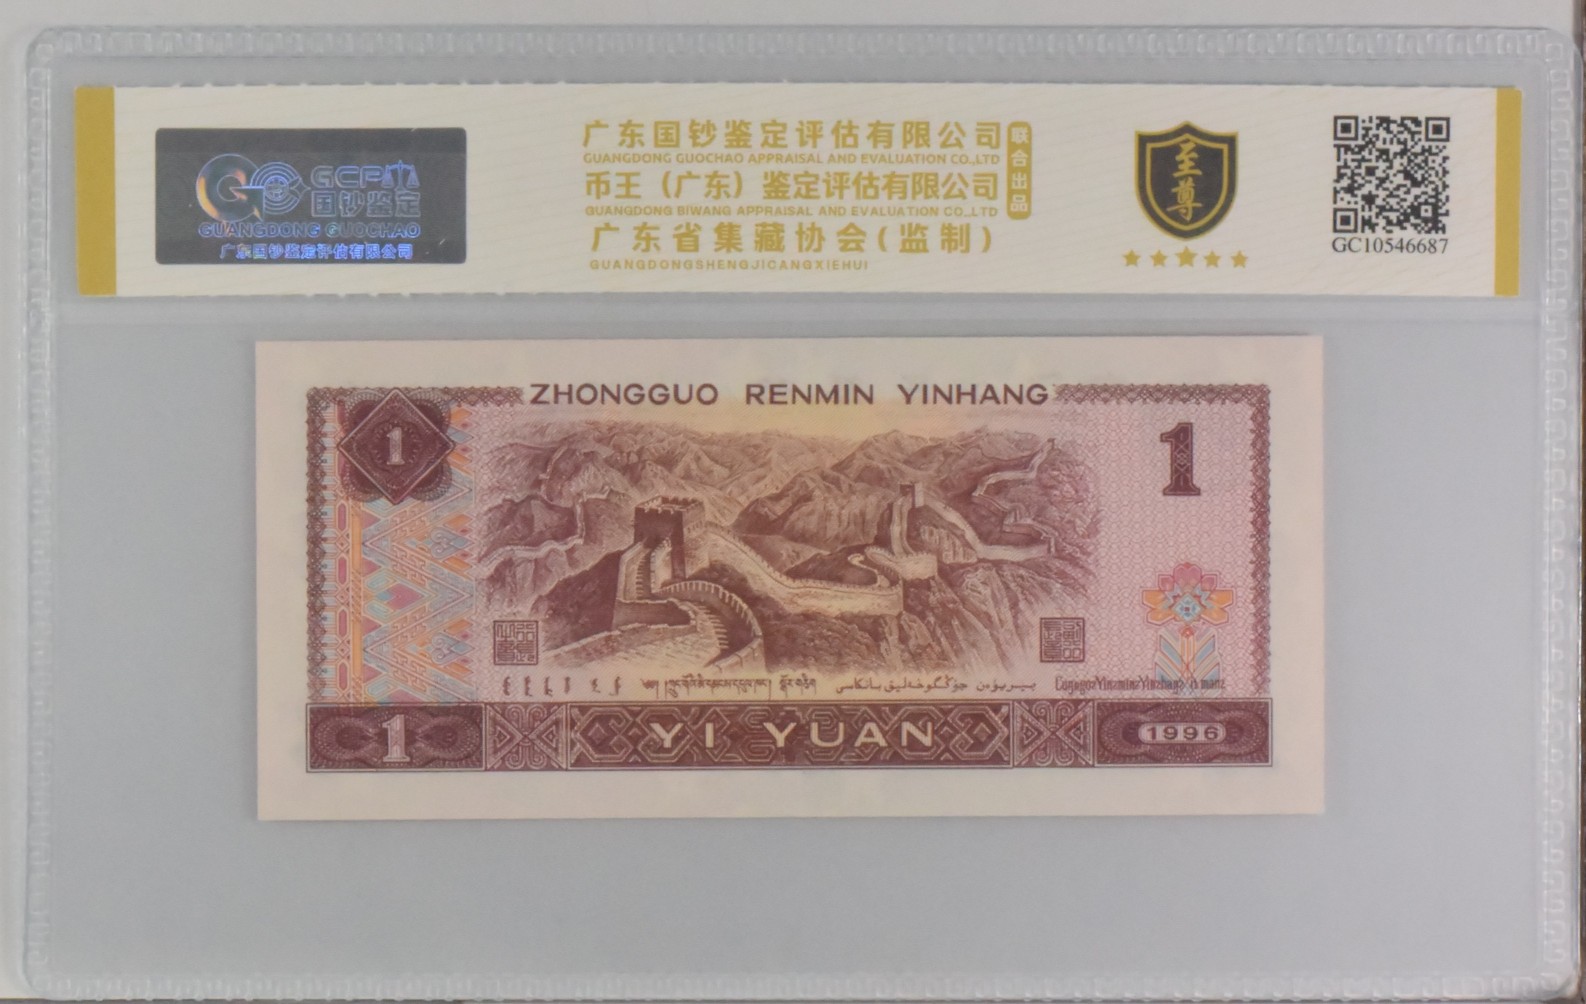 GCP
国钞鉴定
GUANGDONG GUOCHAO
广东国钞鉴定评估有限公司
广东国钞鉴定评估有限公司
GUANGDONG GUOCHAO APPRAISAL AND EVALUATION CO.,LTD
币王（广东）鉴定评估有限公司
GUANGDONG BIWANG APPRAISAL AND EVALUATION CO.,LTD
广东省集藏协会(监制)
GUANGDONGSHENGJICANGXIEHUI
联合出品
至尊
GC10546687
ZHONGGUO RENMIN YINHANG
1
1
1
YI YUAN
1996